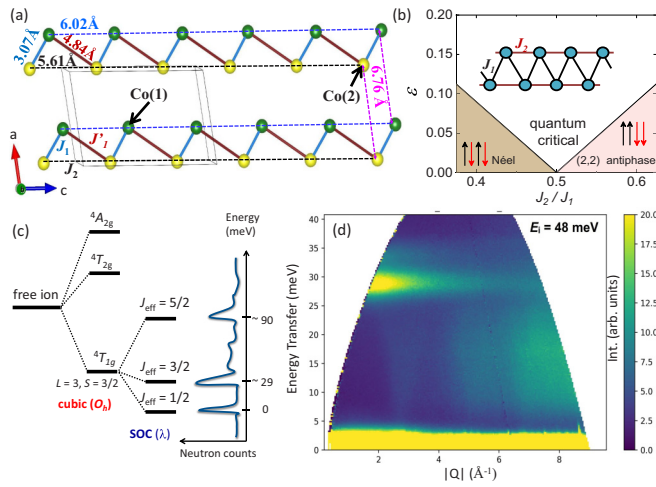 (a)
6.02Å
3.07Å
4.84Å
5.61Å
6.76 Å
Co(1)
Co(2)
J₁
J'₁
J₂
a
c
(b)
ℰ
0.15
0.10
0.05
0.00
J₂
J₁
quantum
critical
Néel
(2,2) antiphase
0.4
0.5
0.6
J₂ / J₁
(c)
free ion
⁴A₂g
⁴T₂g
⁴T₁g
L = 3, S = 3/2
cubic (Oₕ)
J_eff = 5/2
J_eff = 3/2
J_eff = 1/2
SOC (λ)
Energy
(meV)
~ 90
~ 29
0
Neutron counts
(d)
Eᵢ = 48 meV
Energy Transfer (meV)
40
35
30
25
20
15
10
5
0
2
4
6
8
|Q| (Å⁻¹)
20.0
17.5
15.0
12.5
10.0
7.5
5.0
2.5
0.0
Int. (arb. units)